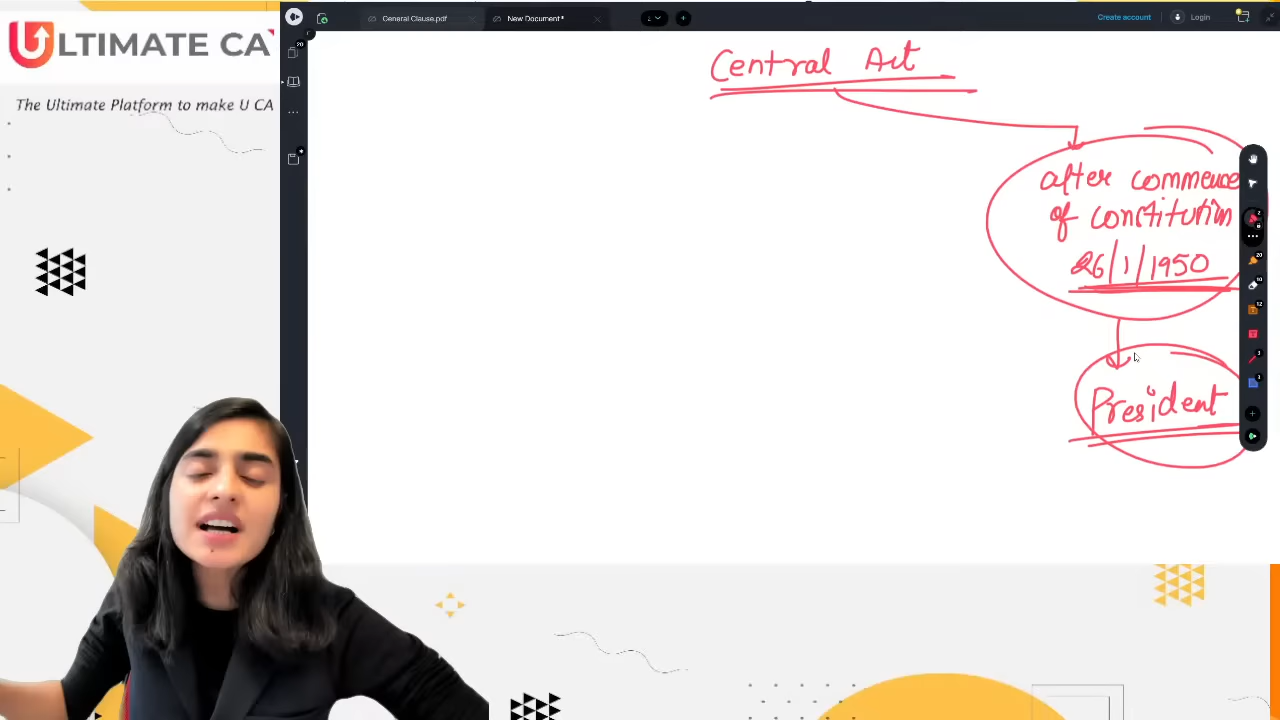 ULTIMATE CA
The Ultimate Platform to make U CA
General Clause.pdf
New Document*
Create account
Login
Central Act
after commence
of constitution
26/1/1950
President